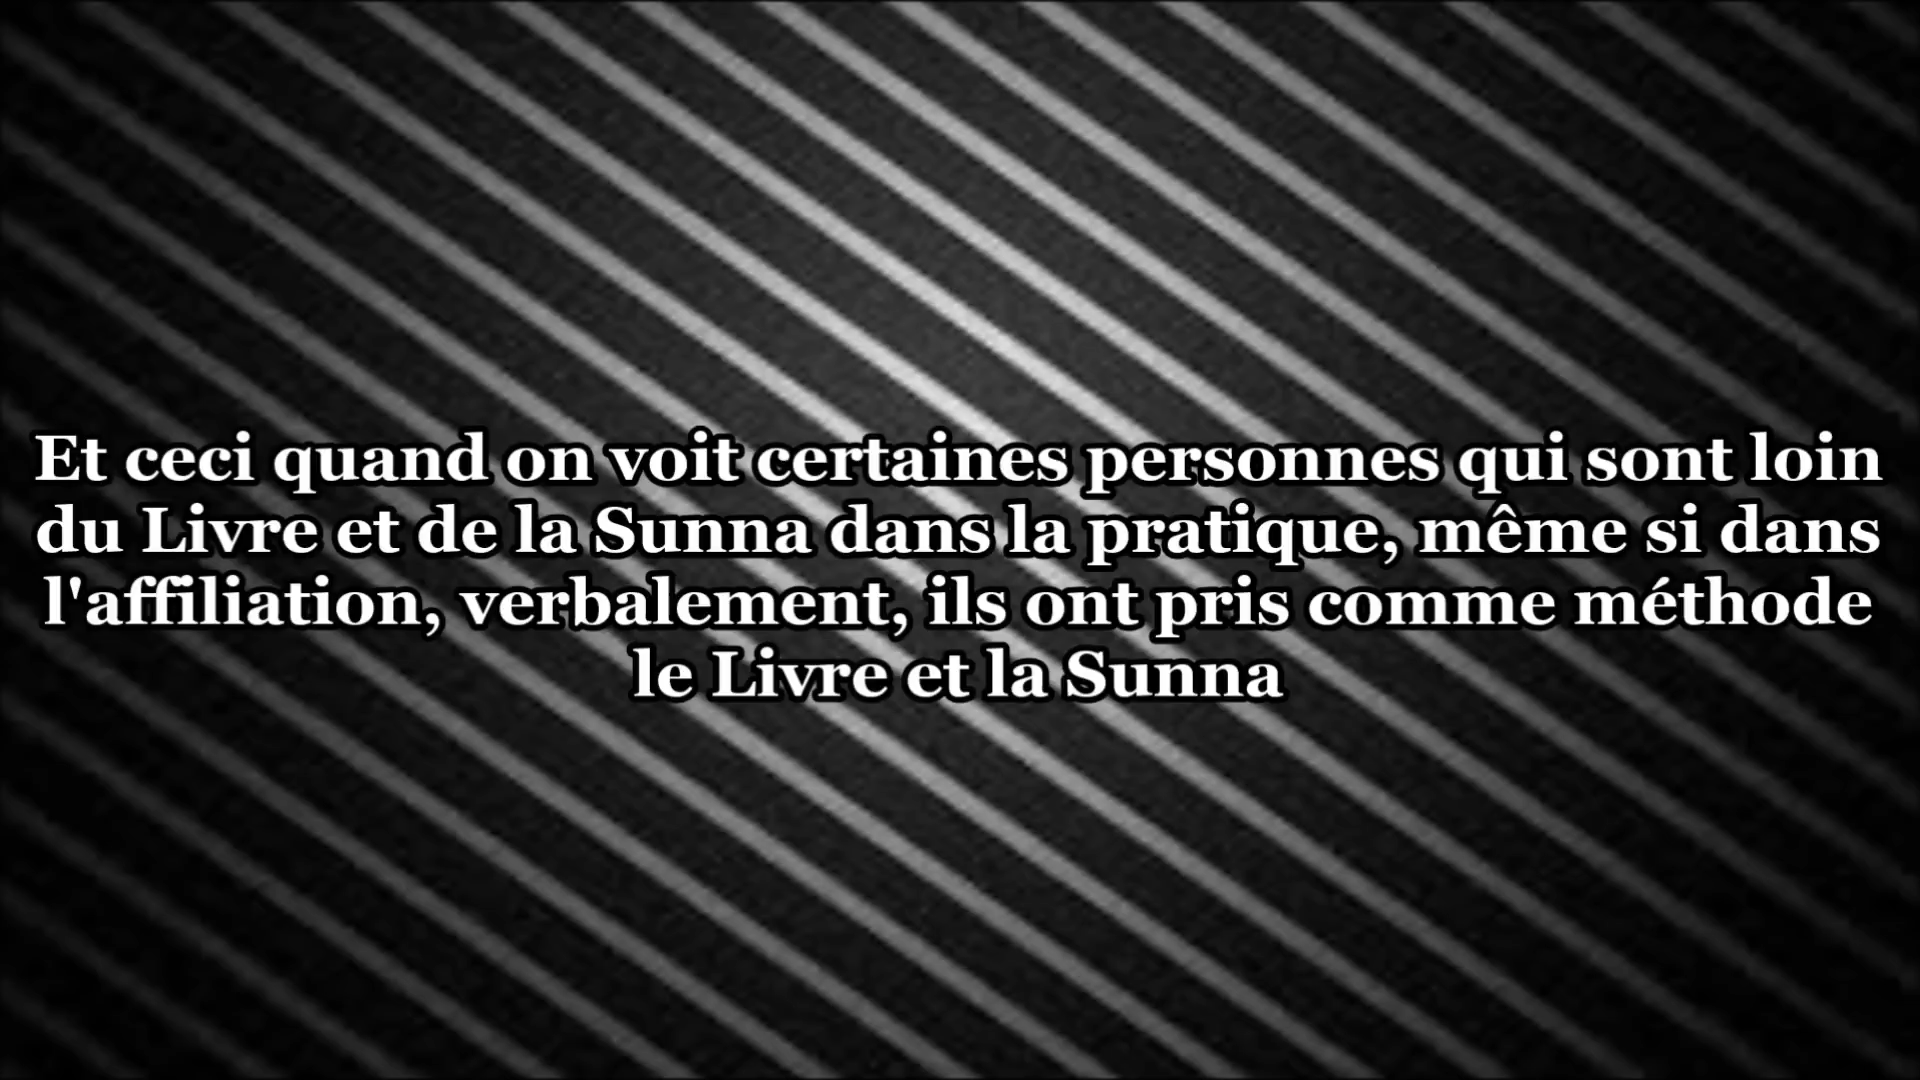 Et ceci quand on voit certaines personnes qui sont loin
du Livre et de la Sunna dans la pratique, même si dans
l'affiliation, verbalement, ils ont pris comme méthode
le Livre et la Sunna